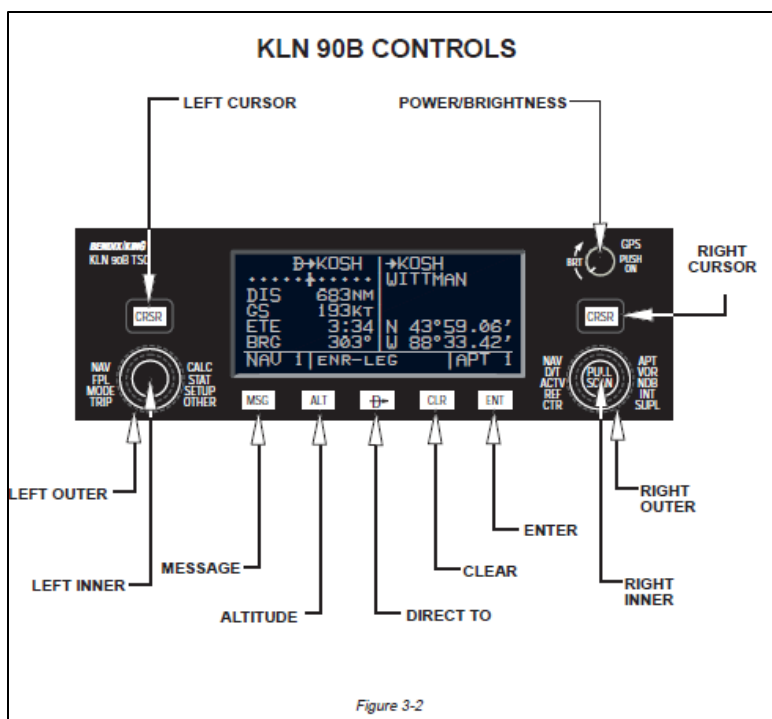 KLN 90B CONTROLS
LEFT CURSOR
POWER/BRIGHTNESS
BENDIX/KING
KLN 90B TSO
GPS
BRT
PUSH
ON
RIGHT
CURSOR
CRSR
CRSR
D→KOSH
DIS 683NM
GS 193KT
ETE 3:34
BRG 303°
NAV 1
→KOSH
WITTMAN
N 43°59.06'
W 88°33.42'
ENR-LEG
APT 1
NAV
FPL
MODE
TRIP
CALC
STAT
SETUP
OTHER
MSG
ALT
D→
CLR
ENT
NAV
D/T
ACTV
REF
CTR
PULL
SCAN
APT
VOR
NDB
INT
SUPL
LEFT OUTER
LEFT INNER
MESSAGE
ALTITUDE
DIRECT TO
CLEAR
ENTER
RIGHT
OUTER
RIGHT
INNER
Figure 3-2